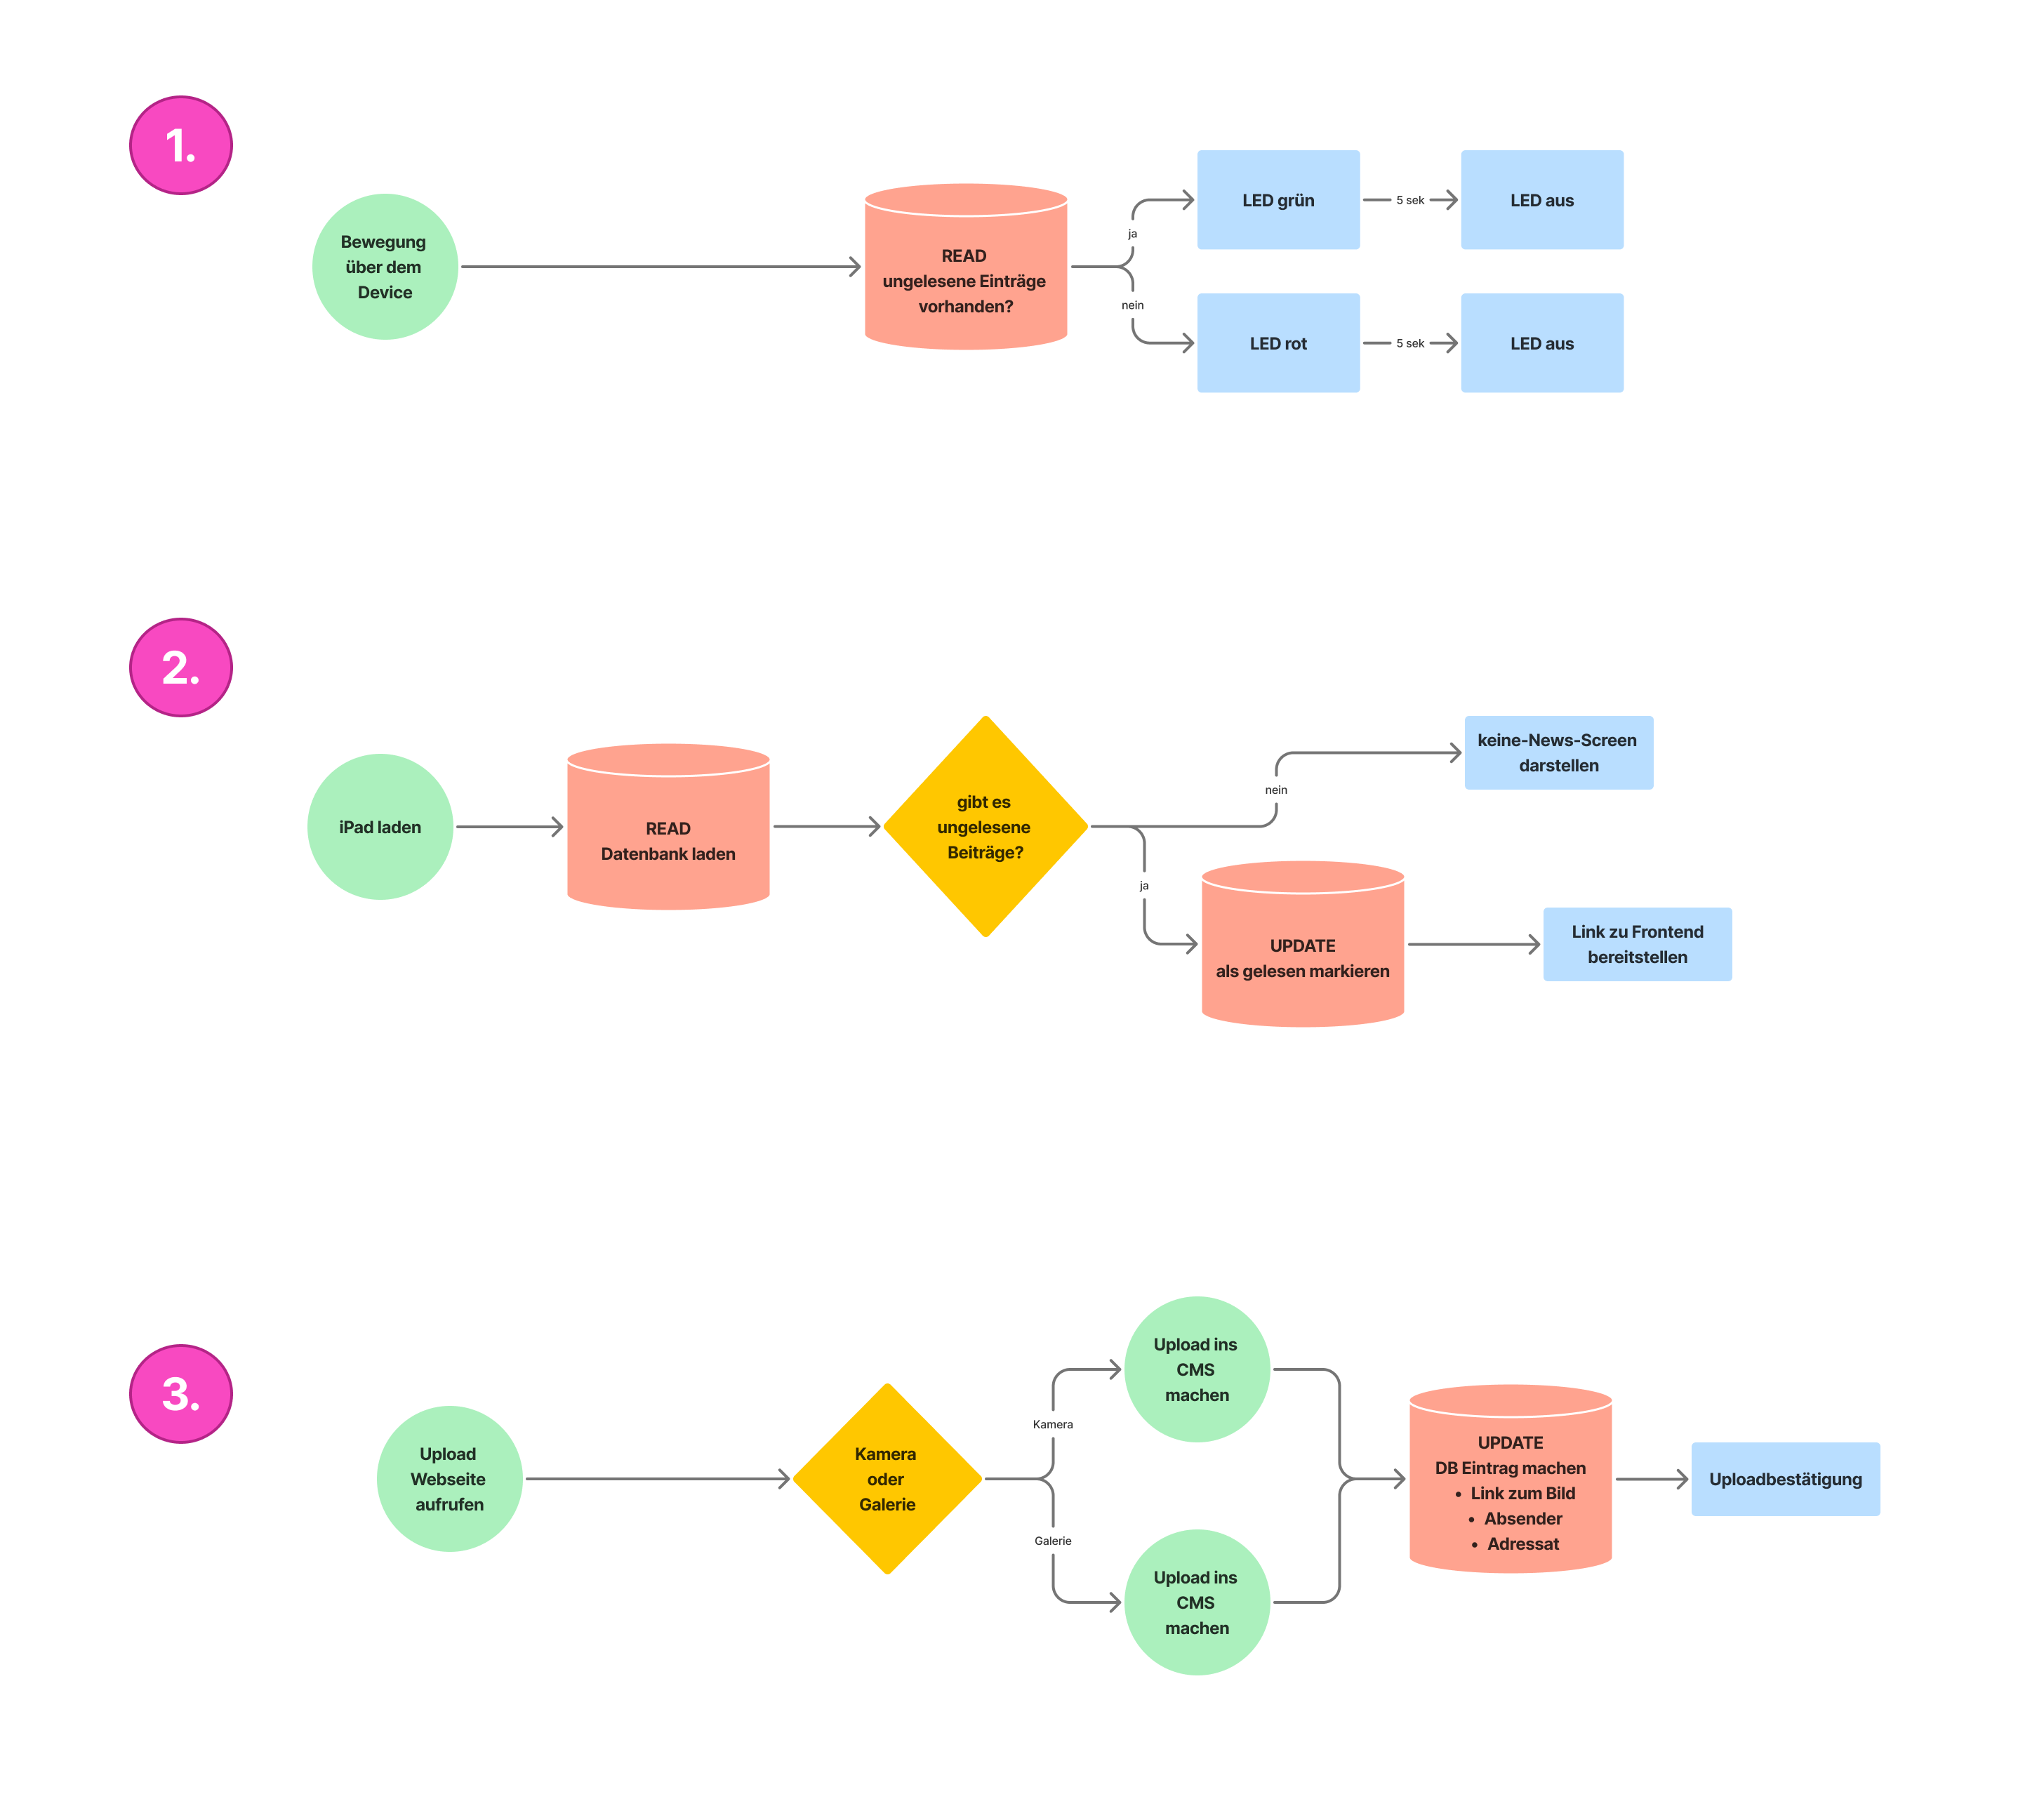 1.
Bewegung
über dem
Device
READ
ungelesene Einträge
vorhanden?
ja
nein
LED grün
5 sek
LED aus
LED rot
5 sek
LED aus
2.
iPad laden
READ
Datenbank laden
gibt es
ungelesene
Beiträge?
nein
keine-News-Screen
darstellen
ja
UPDATE
als gelesen markieren
Link zu Frontend
bereitstellen
3.
Upload
Webseite
aufrufen
Kamera
oder
Galerie
Kamera
Upload ins
CMS
machen
Galerie
Upload ins
CMS
machen
UPDATE
DB Eintrag machen
• Link zum Bild
• Absender
• Adressat
Uploadbestätigung